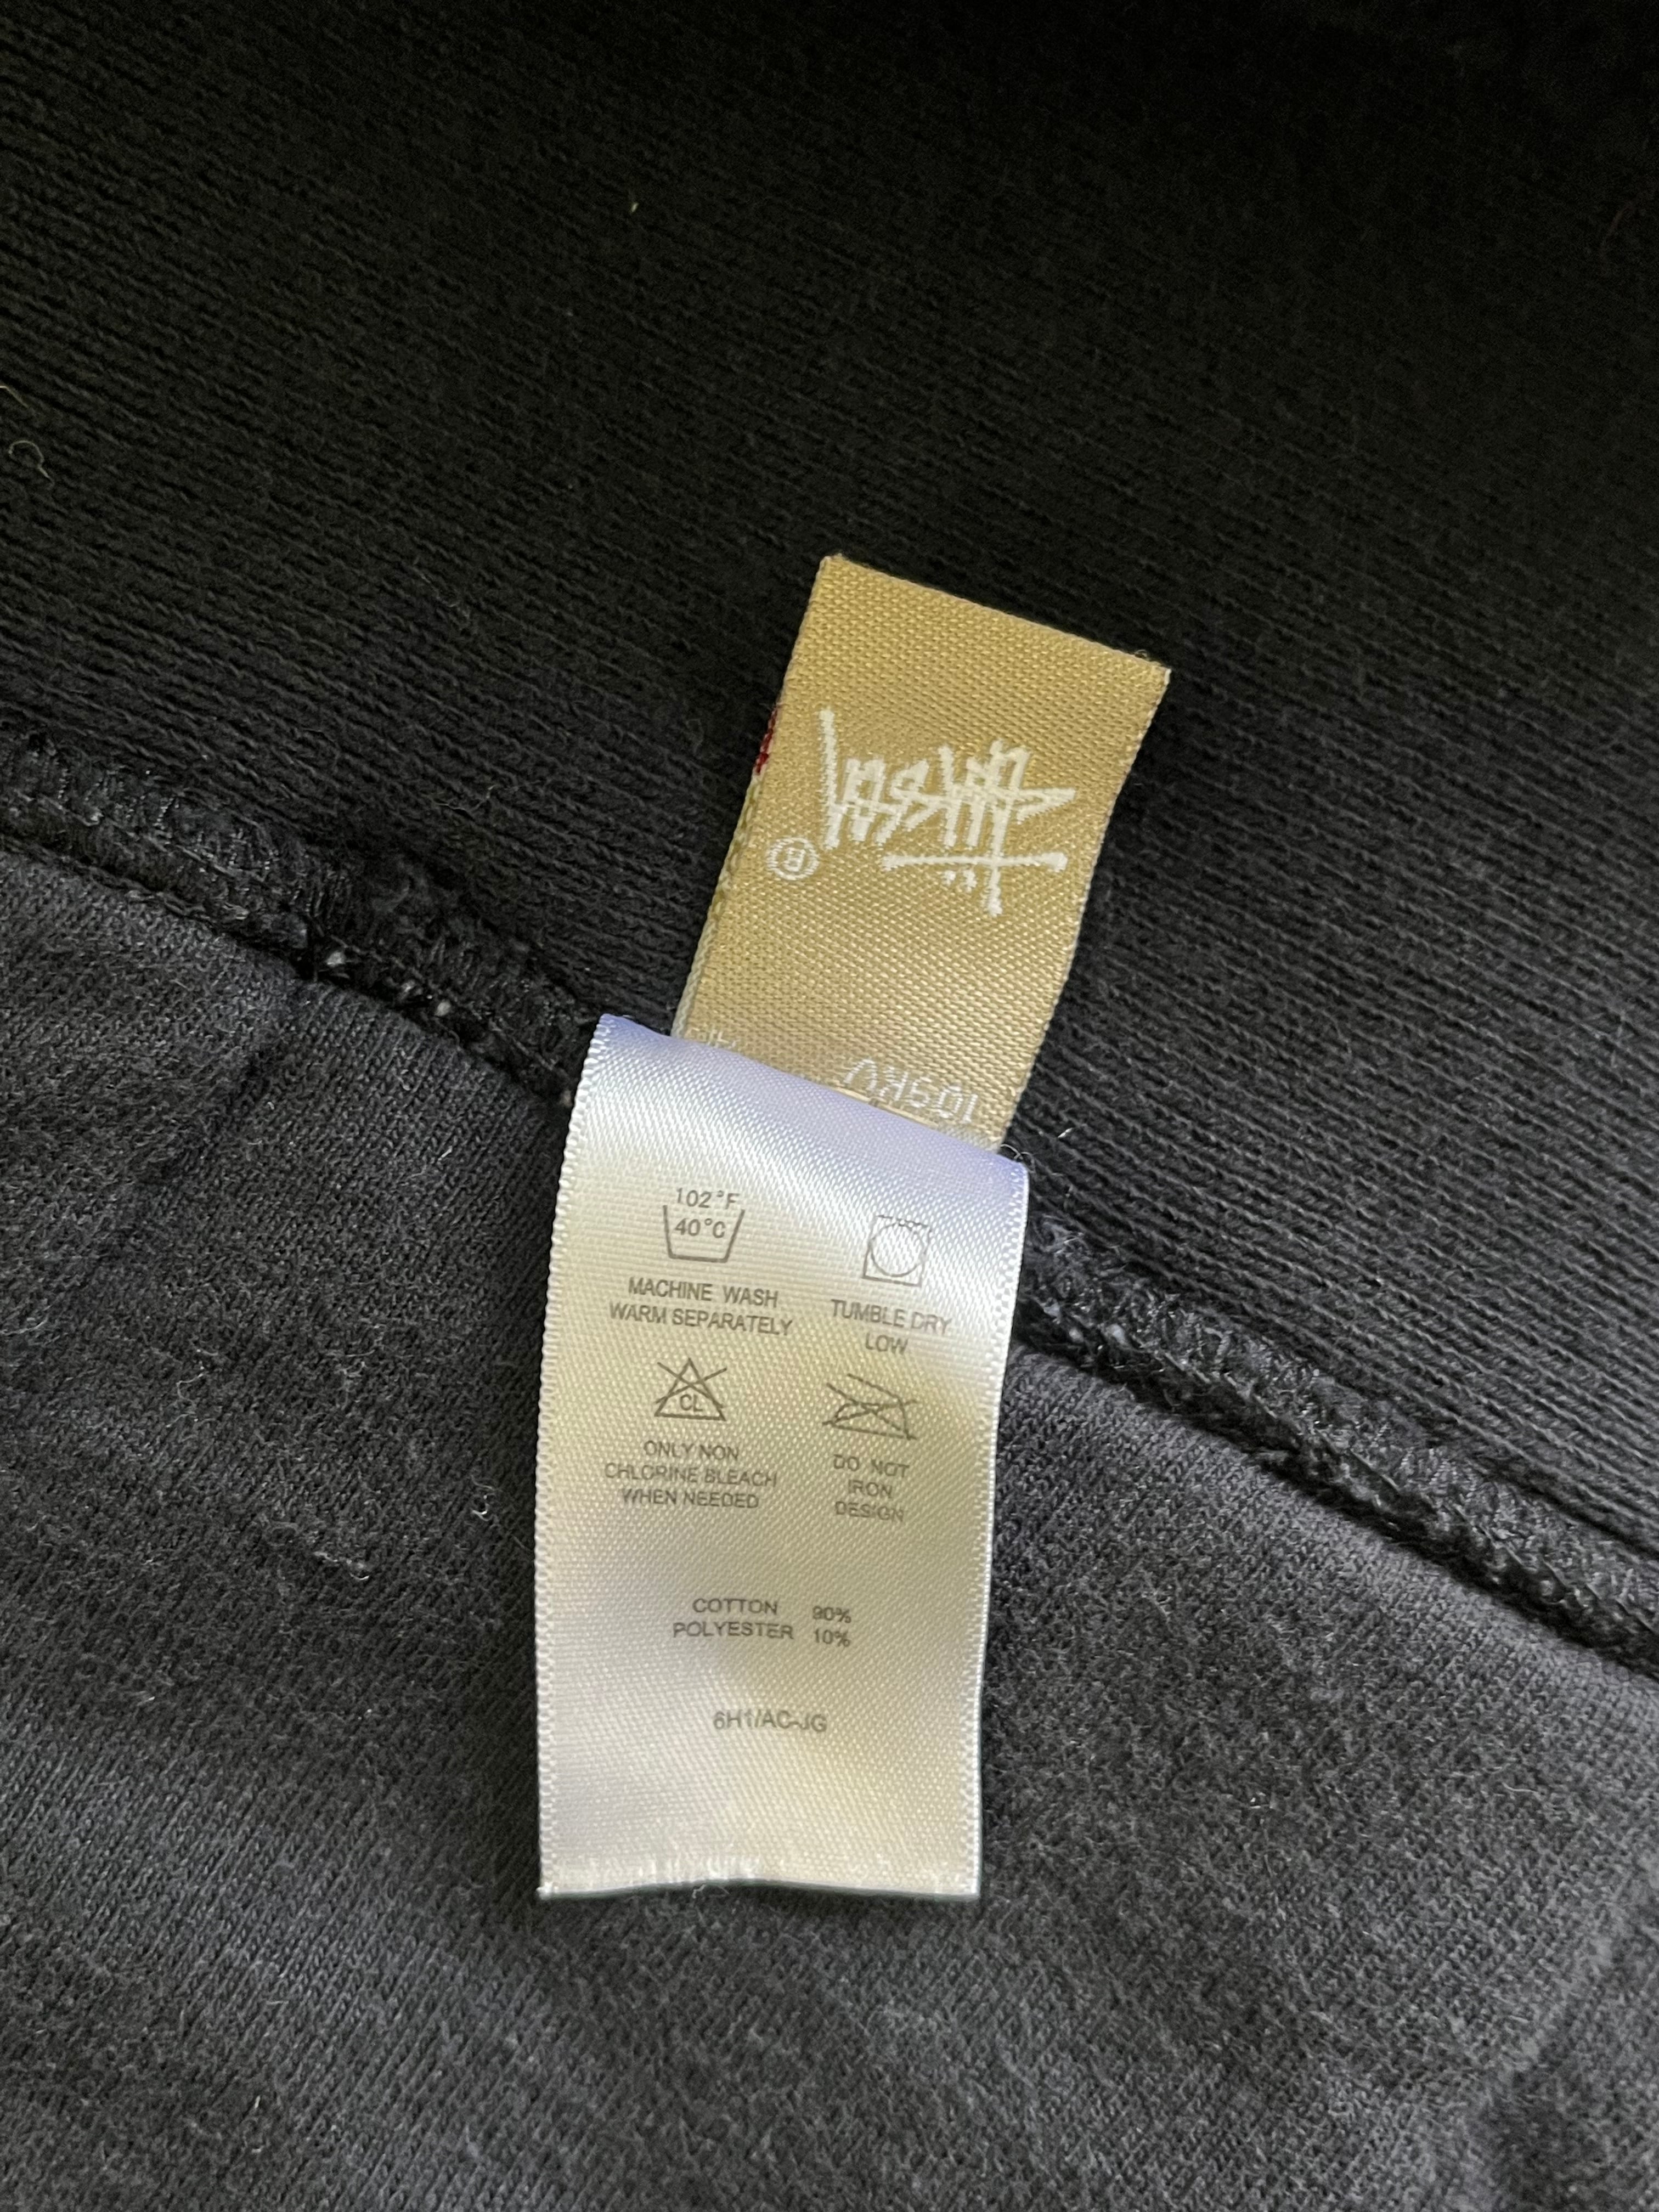 Stüssy
®
102°F
40°C
MACHINE WASH
WARM SEPARATELY
TUMBLE DRY
LOW
CL
ONLY NON
CHLORINE BLEACH
WHEN NEEDED
DO NOT
IRON
DESIGN
COTTON 90%
POLYESTER 10%
6H1/AC-JG